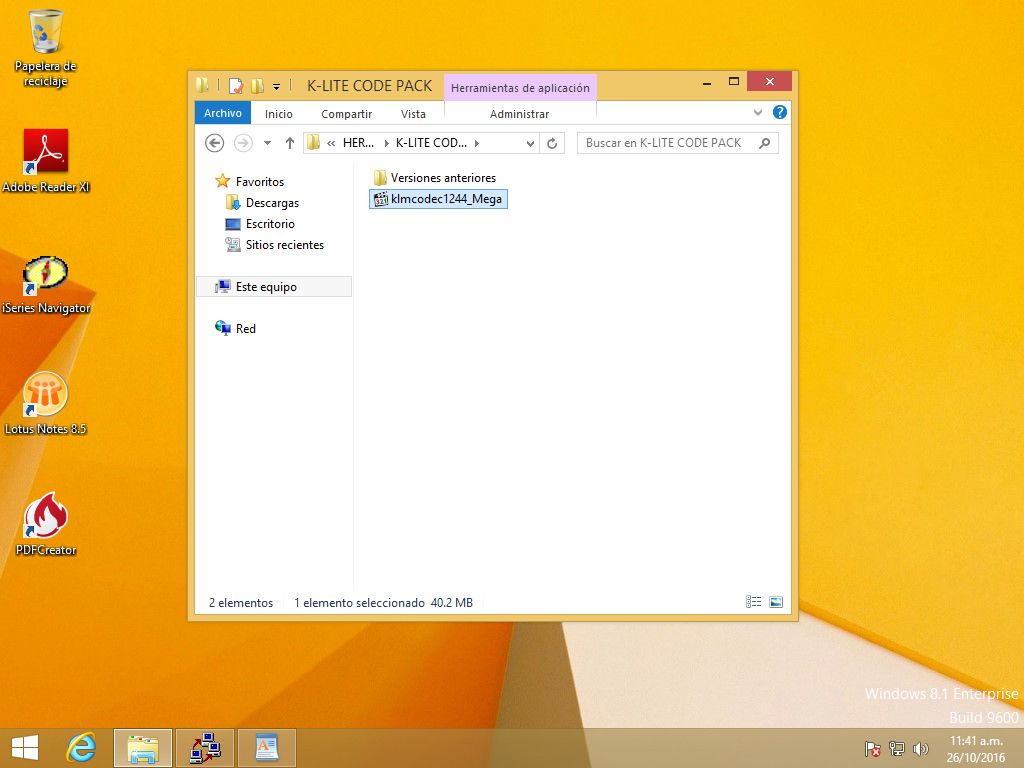 Papelera de
reciclaje
Adobe Reader XI
iSeries Navigator
Lotus Notes 8.5
PDFCreator
K-LITE CODE PACK
Herramientas de aplicación
Archivo
Inicio
Compartir
Vista
Administrar
« HER... K-LITE COD...
Buscar en K-LITE CODE PACK
Favoritos
Descargas
Escritorio
Sitios recientes
Este equipo
Red
Versiones anteriores
klmcodec1244_Mega
2 elementos
1 elemento seleccionado 40.2 MB
Windows 8.1 Enterprise
Build 9600
11:41 a.m.
26/10/2016